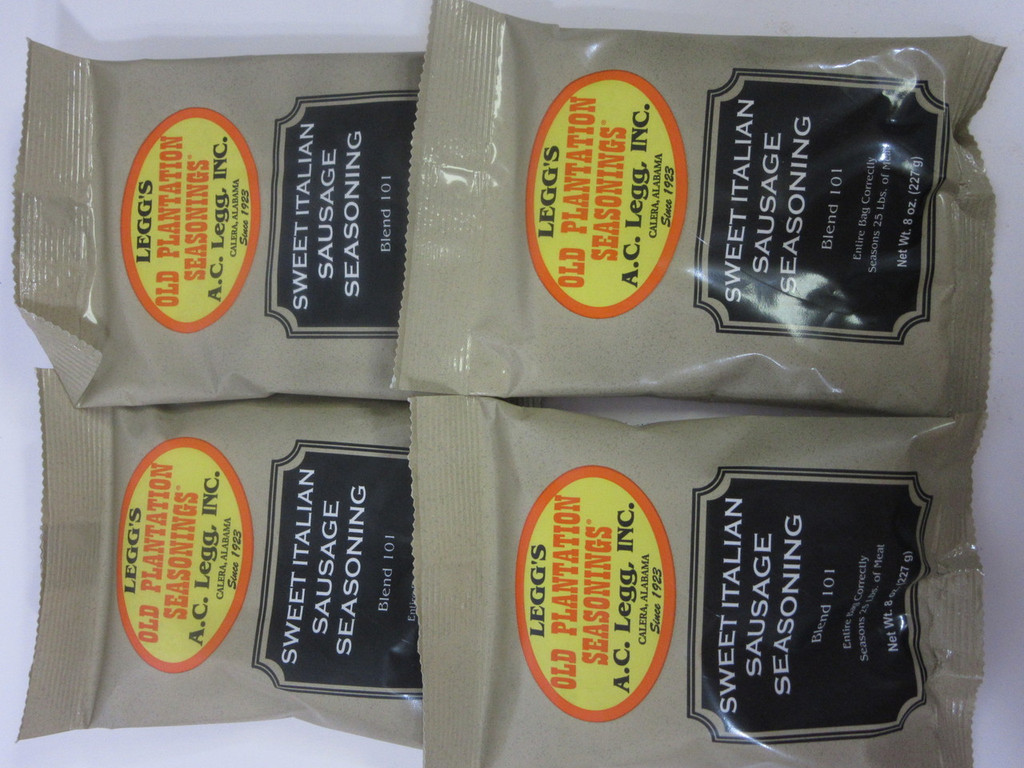 LEGG'S
OLD PLANTATION
SEASONINGS®
A.C. Legg, INC.
CALERA, ALABAMA
Since 1923
SWEET ITALIAN
SAUSAGE
SEASONING
Blend 101
LEGG'S
OLD PLANTATION
SEASONINGS®
A.C. Legg, INC.
CALERA, ALABAMA
Since 1923
SWEET ITALIAN
SAUSAGE
SEASONING
Blend 101
Entire Bag Correctly
Seasons 25 Lbs. of
Net Wt. 8 oz. (227 g)
LEGG'S
OLD PLANTATION
SEASONINGS®
A.C. Legg, INC.
CALERA, ALABAMA
Since 1923
SWEET ITALIAN
SAUSAGE
SEASONING
Blend 101
LEGG'S
OLD PLANTATION
SEASONINGS®
A.C. Legg, INC.
CALERA, ALABAMA
Since 1923
SWEET ITALIAN
SAUSAGE
SEASONING
Blend 101
Entire Bag Correctly
Seasons 25 Lbs. of Meat
Net Wt. 8 oz. (227 g)